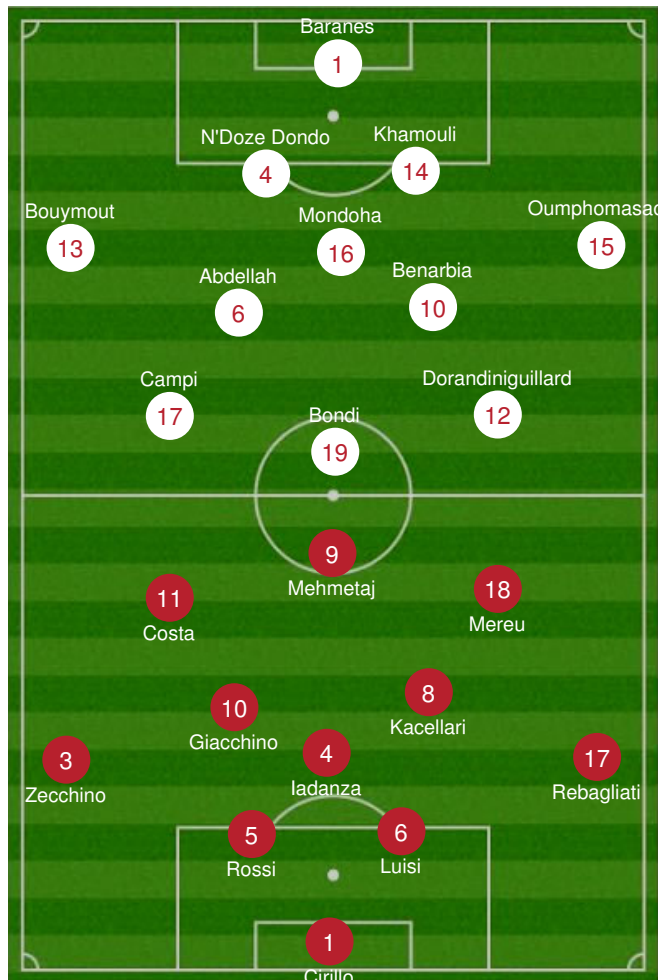 Baranes
1
N'Doze Dondo
Khamouli
4
14
Bouymout
Mondoha
Oumphomasac
13
16
15
Abdellah
Benarbia
6
10
Campi
Dorandiniguillard
17
Bondi
12
19
9
Mehmetaj
11
18
Costa
Mereu
10
8
Giacchino
Kacellari
3
4
17
Zecchino
Iadanza
Rebagliati
5
6
Rossi
Luisi
1
Cirillo